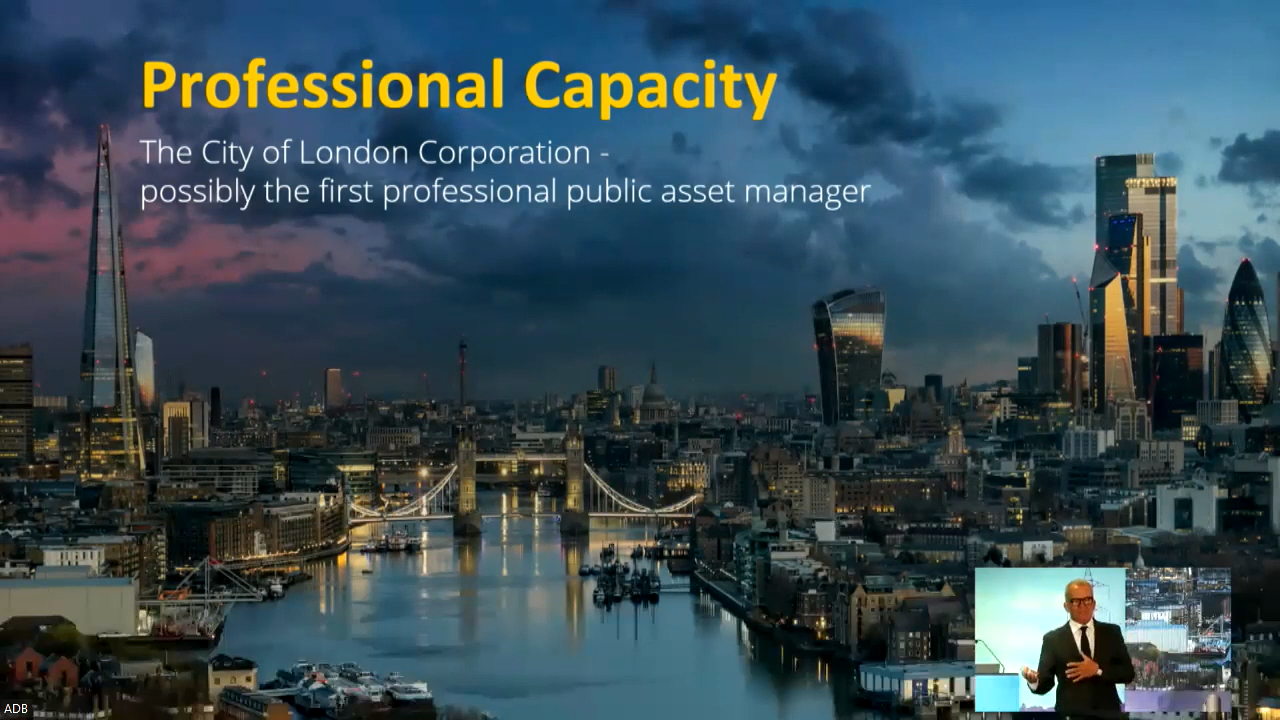 Professional Capacity
The City of London Corporation -
possibly the first professional public asset manager
ADB